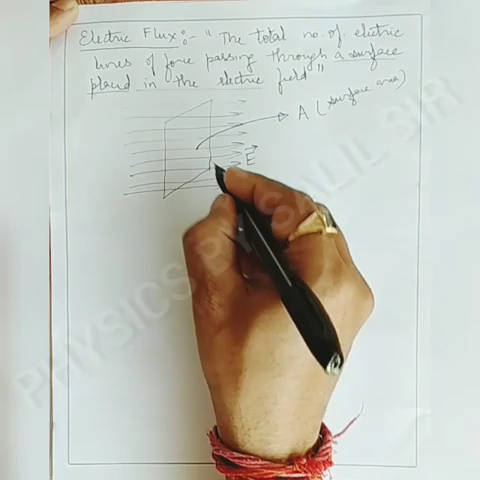 Electric Flux :- "The total no. of electric
lines of force passing through a surface
placed in the electric field"
A (surface area)
E
PHYSICS BY SALIL SIR